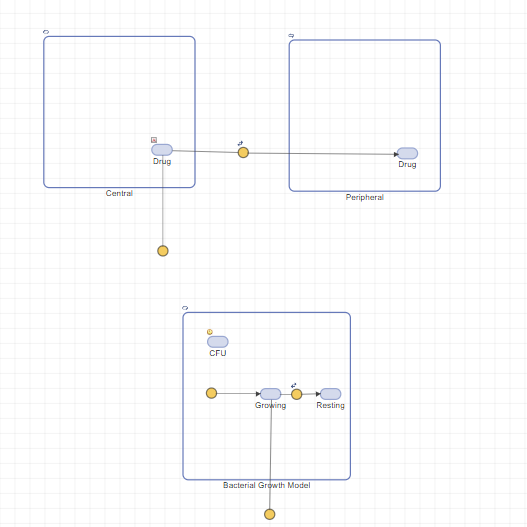 Drug
Drug
Central
Peripheral
CFU
Growing
Resting
Bacterial Growth Model